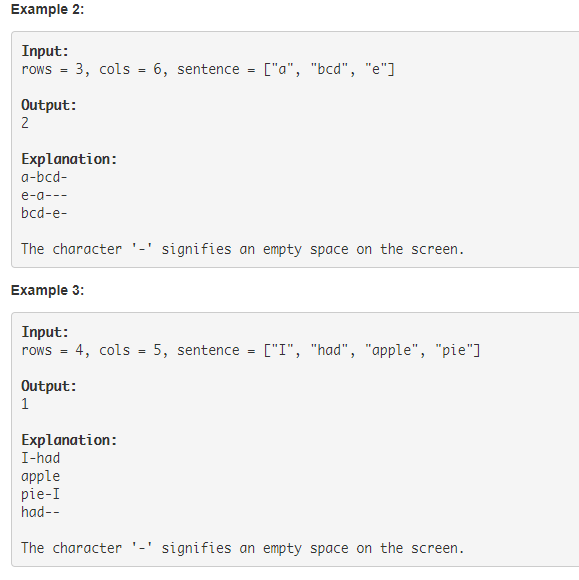 Example 2:
Input:
rows = 3, cols = 6, sentence = ["a", "bcd", "e"]
Output:
2
Explanation:
a-bcd-
e-a---
bcd-e-
The character '-' signifies an empty space on the screen.
Example 3:
Input:
rows = 4, cols = 5, sentence = ["I", "had", "apple", "pie"]
Output:
1
Explanation:
I-had
apple
pie-I
had--
The character '-' signifies an empty space on the screen.